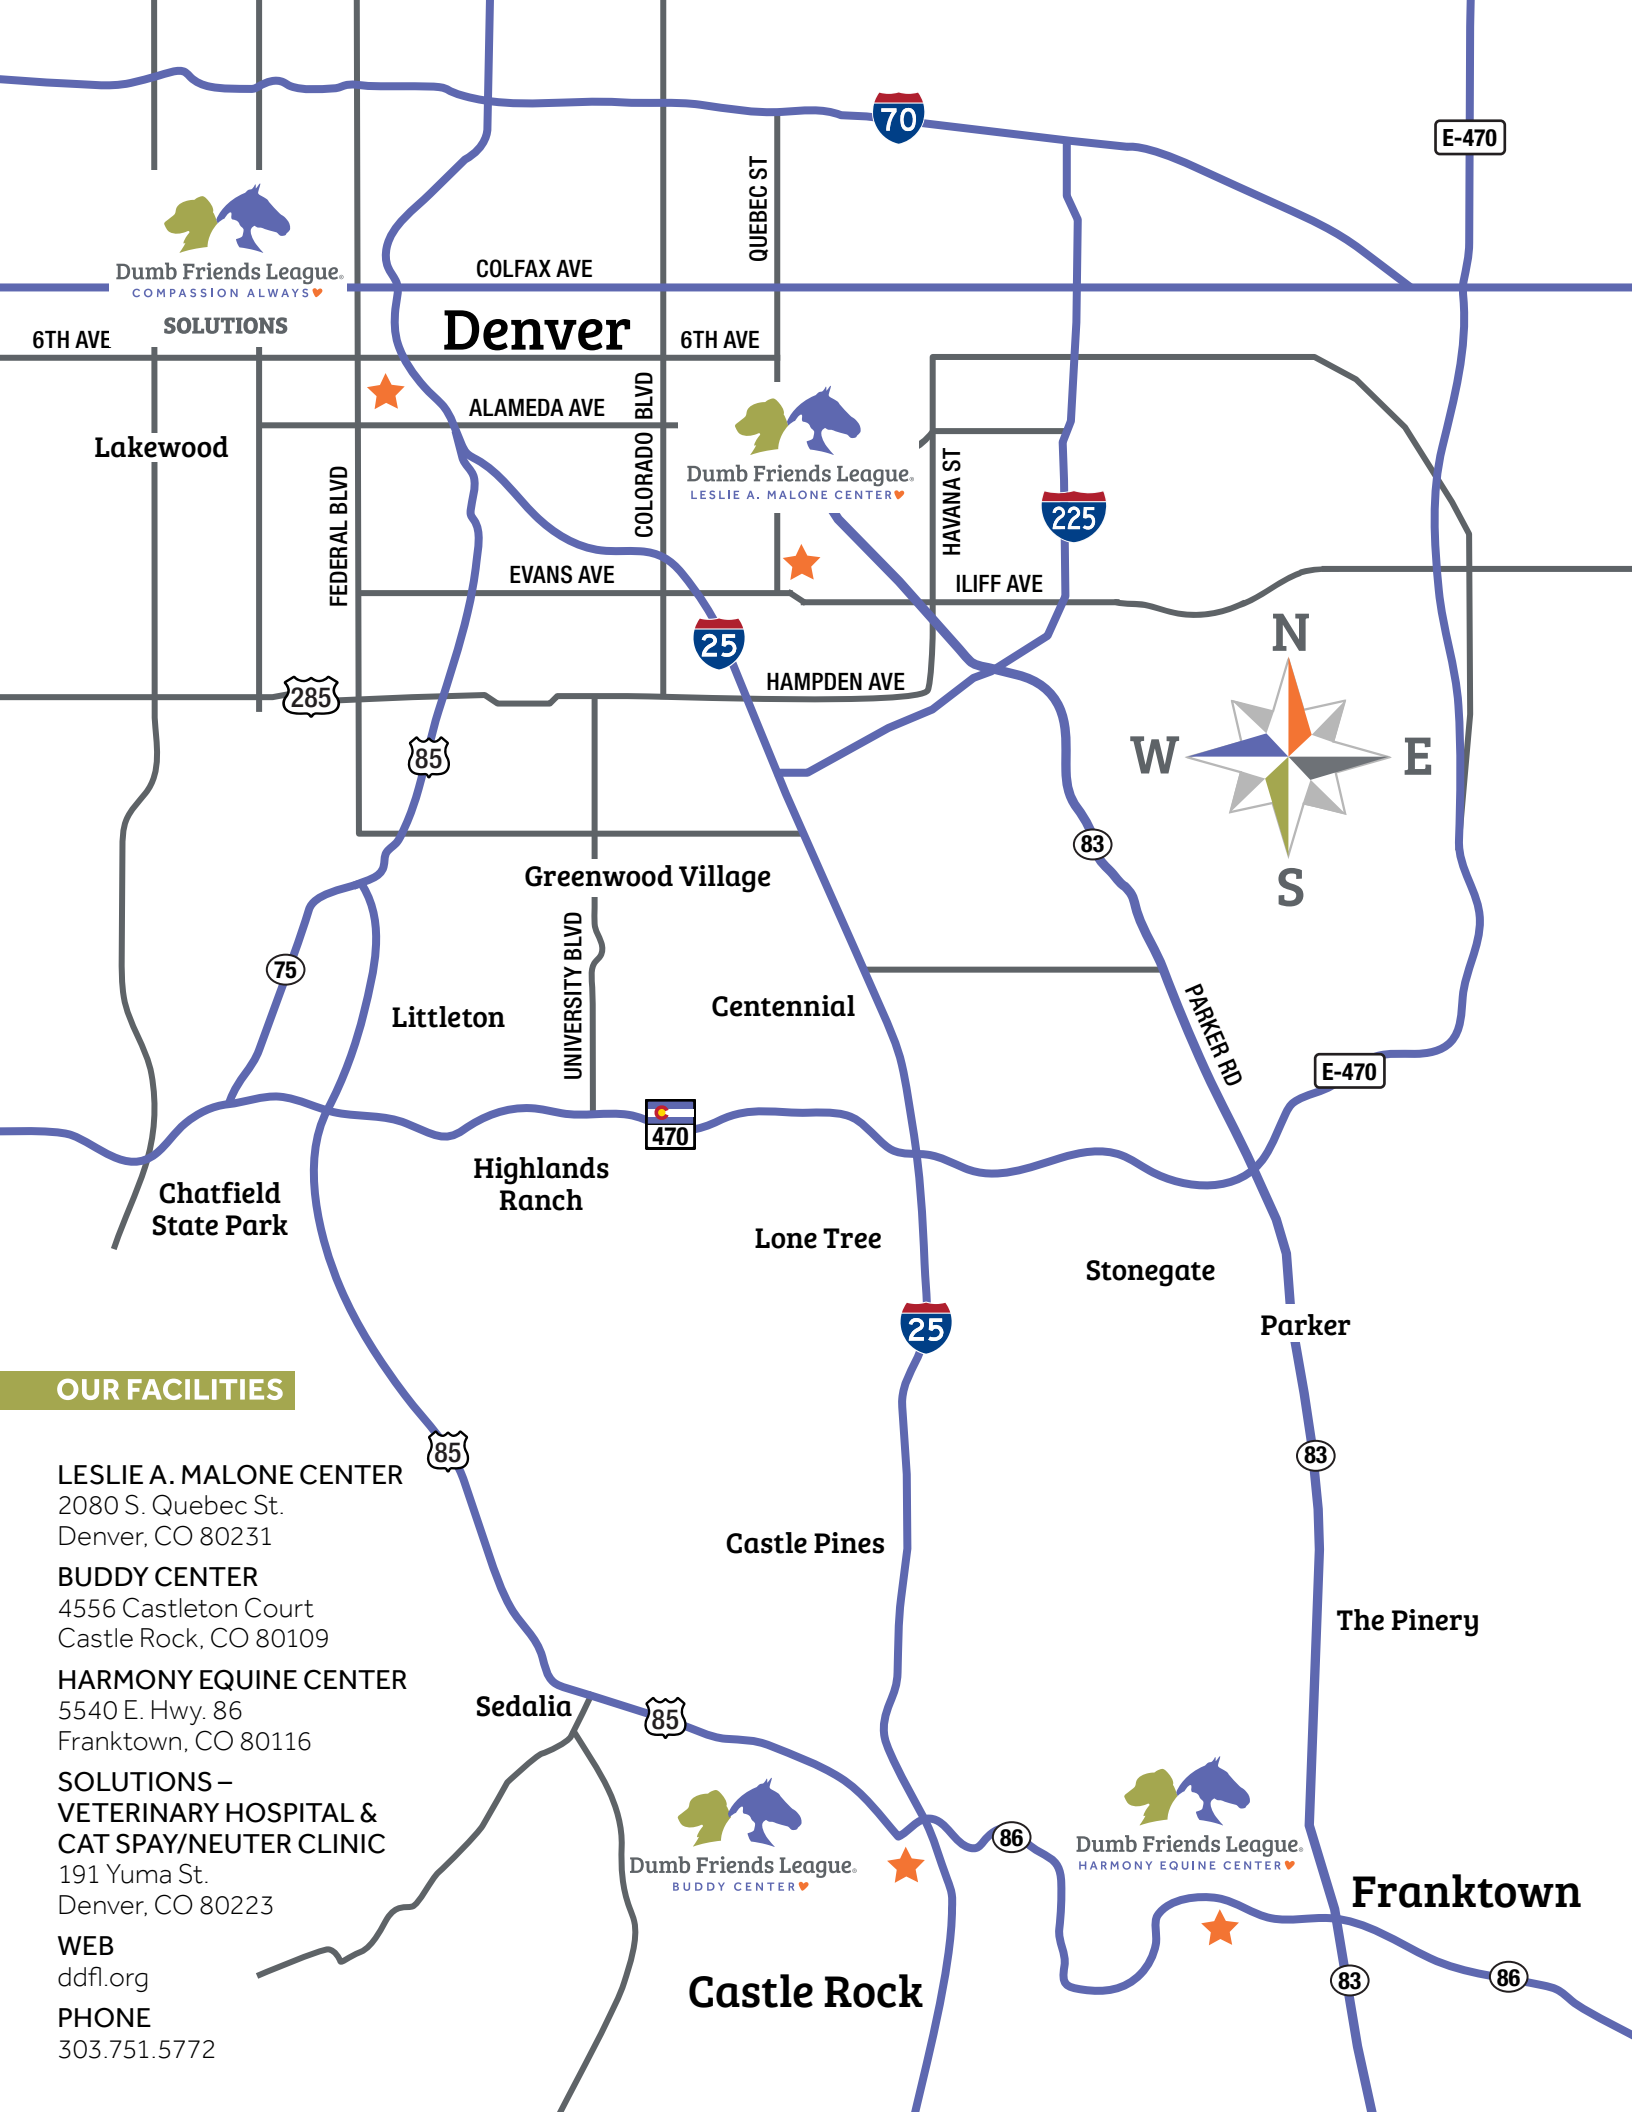 70
E-470
QUEBEC ST
Dumb Friends League®
COMPASSION ALWAYS
SOLUTIONS
COLFAX AVE
Denver
6TH AVE
6TH AVE
ALAMEDA AVE
COLORADO BLVD
Lakewood
FEDERAL BLVD
Dumb Friends League®
LESLIE A. MALONE CENTER
HAVANA ST
225
EVANS AVE
ILIFF AVE
25
N
285
HAMPDEN AVE
85
W
E
83
Greenwood Village
S
UNIVERSITY BLVD
75
Littleton
Centennial
PARKER RD
E-470
470
Highlands
Ranch
Chatfield
State Park
Lone Tree
Stonegate
25
Parker
OUR FACILITIES
85
83
LESLIE A. MALONE CENTER
2080 S. Quebec St.
Denver, CO 80231
BUDDY CENTER
4556 Castleton Court
Castle Rock, CO 80109
HARMONY EQUINE CENTER
5540 E. Hwy. 86
Franktown, CO 80116
SOLUTIONS –
VETERINARY HOSPITAL &
CAT SPAY/NEUTER CLINIC
191 Yuma St.
Denver, CO 80223
WEB
ddfl.org
PHONE
303.751.5772
Castle Pines
The Pinery
Sedalia
85
Dumb Friends League®
BUDDY CENTER
86
Dumb Friends League®
HARMONY EQUINE CENTER
Franktown
Castle Rock
83
86